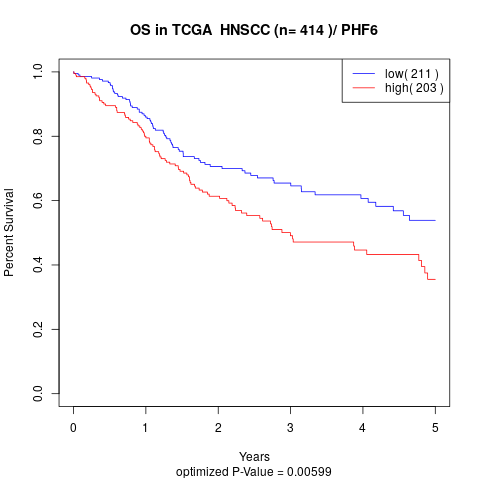 OS in TCGA HNSCC (n= 414 )/ PHF6
low( 211 )
high( 203 )
Percent Survival
1.0
0.8
0.6
0.4
0.2
0.0
0 1 2 3 4 5
Years
optimized P-Value = 0.00599